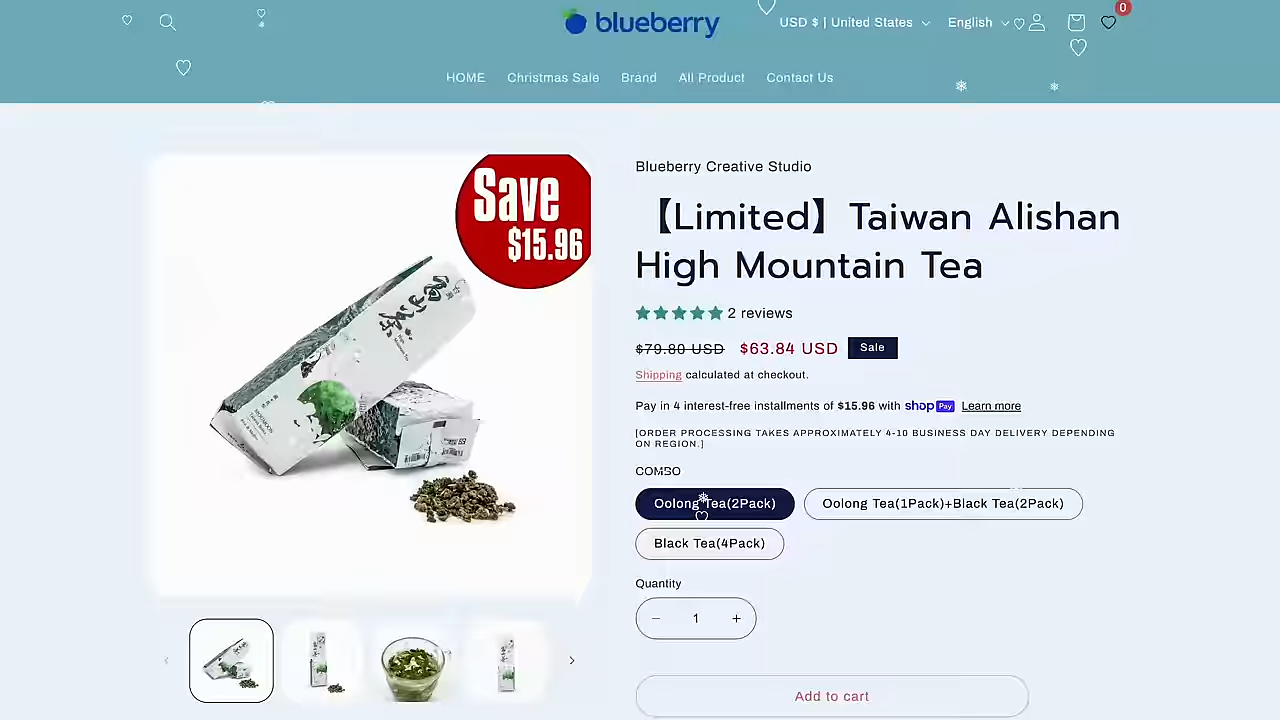 blueberry
USD $ | United States
English
0
HOME
Christmas Sale
Brand
All Product
Contact Us
Save
$15.96
Blueberry Creative Studio
【Limited】Taiwan Alishan
High Mountain Tea
2 reviews
$79.80 USD $63.84 USD Sale
Shipping calculated at checkout.
Pay in 4 interest-free installments of $15.96 with shop Pay Learn more
[ORDER PROCESSING TAKES APPROXIMATELY 4-10 BUSINESS DAY DELIVERY DEPENDING
ON REGION.]
COMBO
Oolong Tea(2Pack)
Oolong Tea(1Pack)+Black Tea(2Pack)
Black Tea(4Pack)
Quantity
1
Add to cart